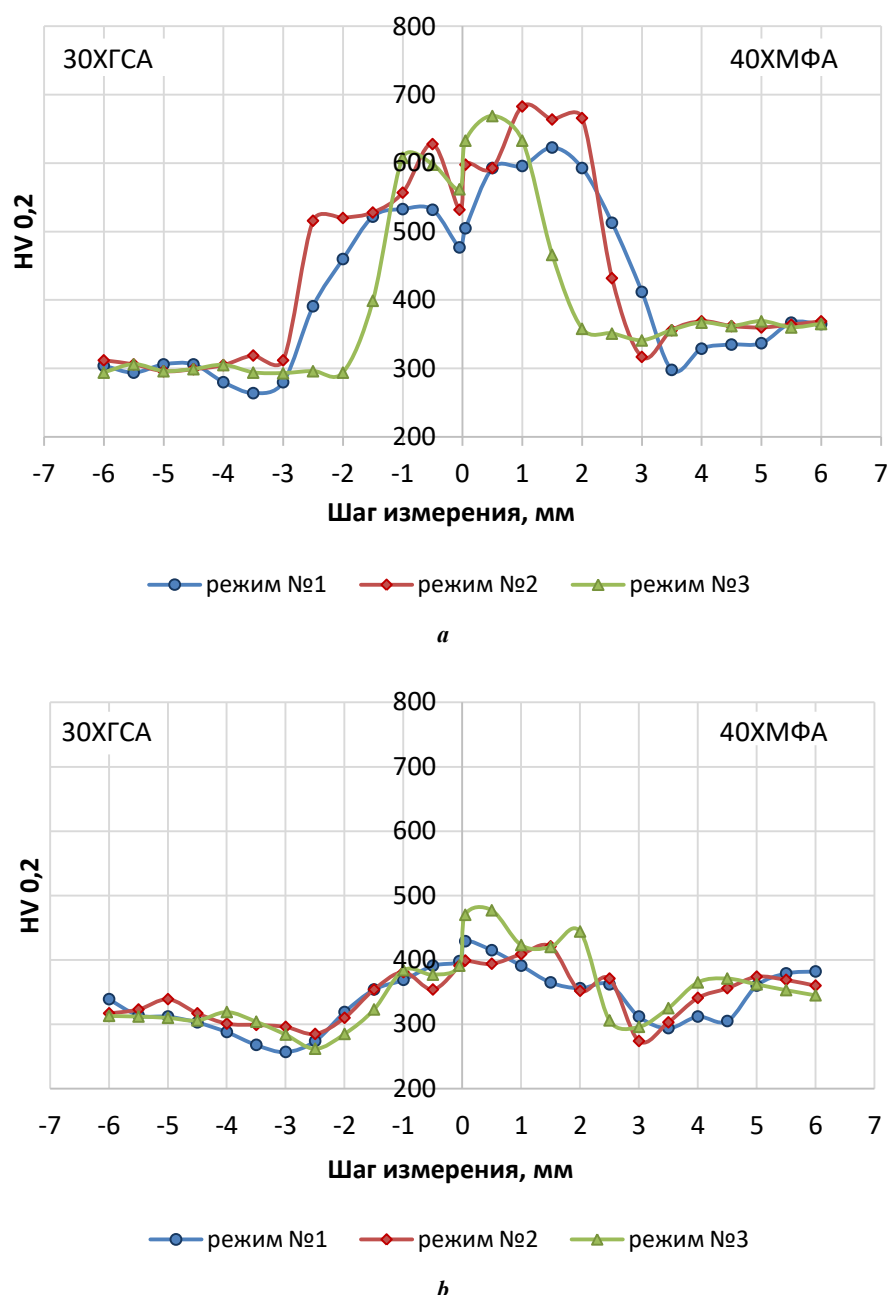 800
30ХГСА 40ХМФА
700
600
HV 0,2
500
400
300
200
-7 -6 -5 -4 -3 -2 -1 0 1 2 3 4 5 6 7
Шаг измерения, мм
режим №1 режим №2 режим №3
a
800
30ХГСА 40ХМФА
700
600
HV 0,2
500
400
300
200
-7 -6 -5 -4 -3 -2 -1 0 1 2 3 4 5 6 7
Шаг измерения, мм
режим №1 режим №2 режим №3
b